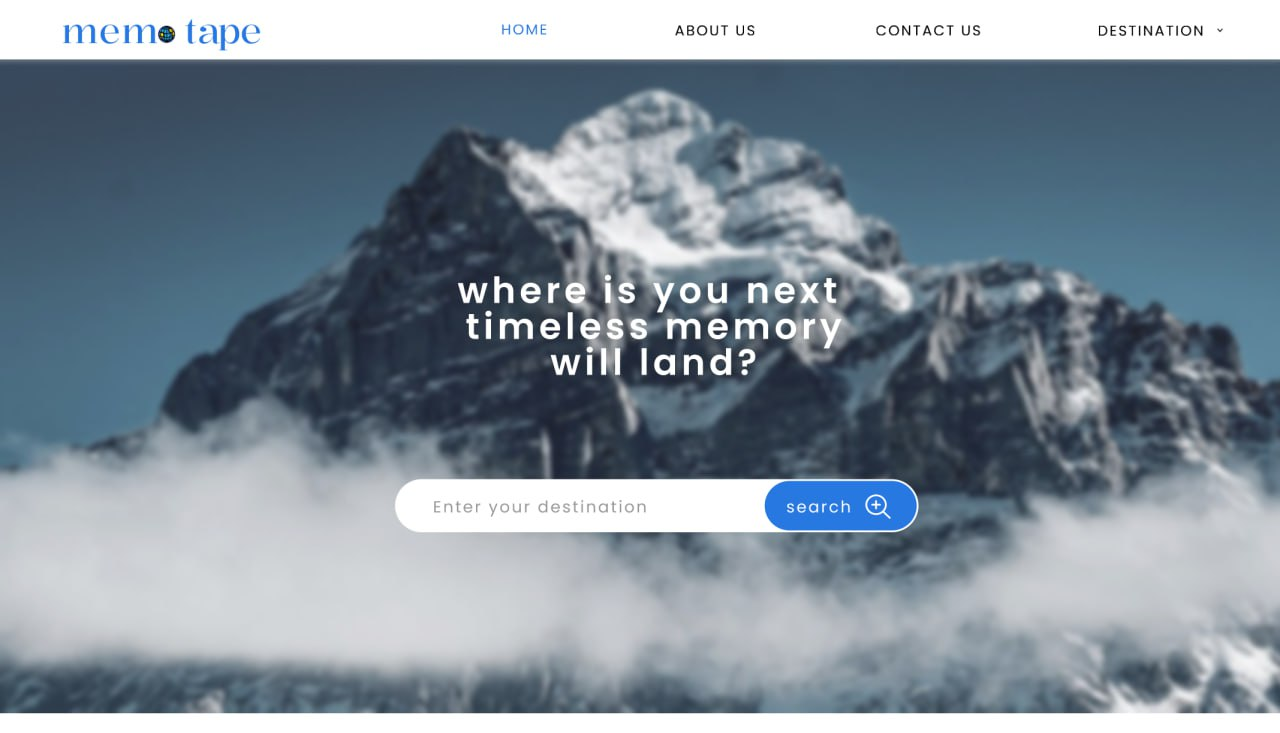 memo tape
HOME
ABOUT US
CONTACT US
DESTINATION
where is you next
timeless memory
will land?
Enter your destination
search